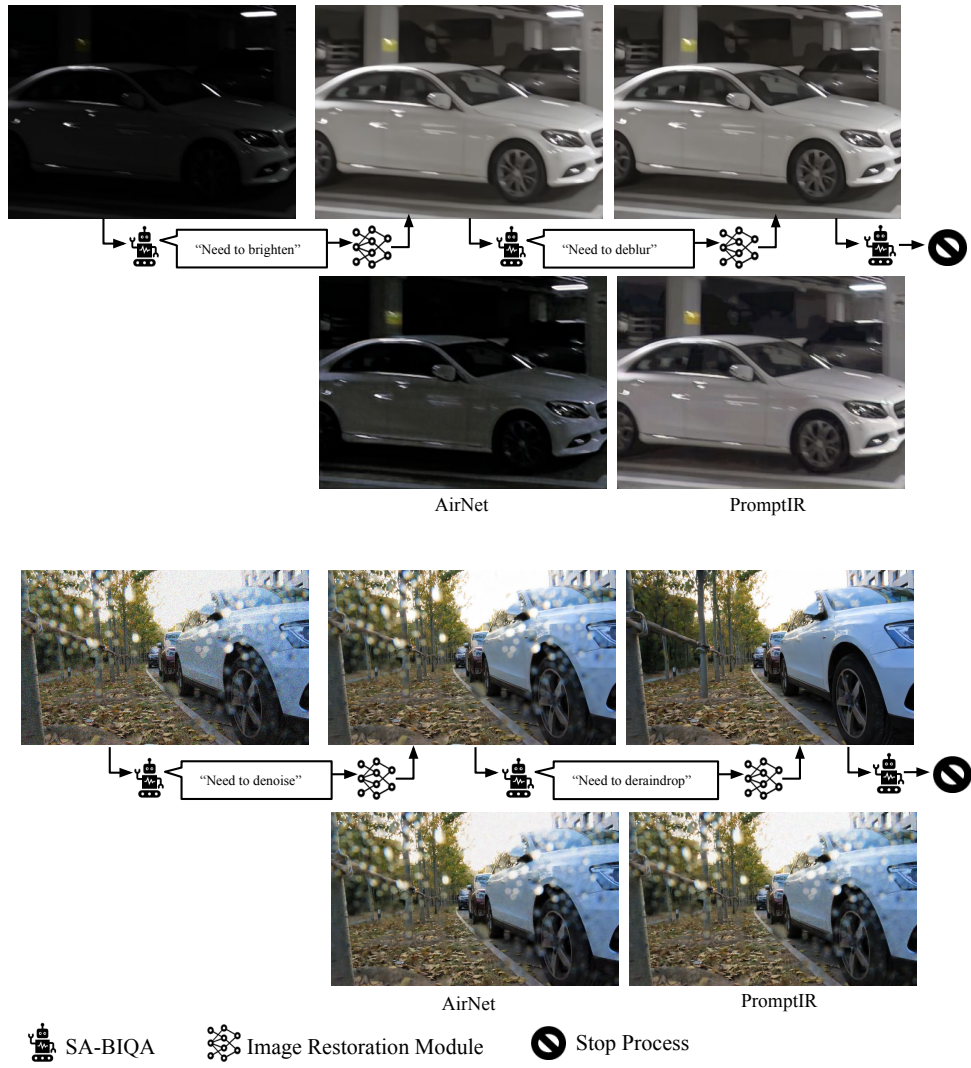 “Need to brighten”
“Need to deblur”
AirNet
PromptIR
“Need to denoise”
“Need to deraindrop”
AirNet
PromptIR
SA-BIQA
Image Restoration Module
Stop Process